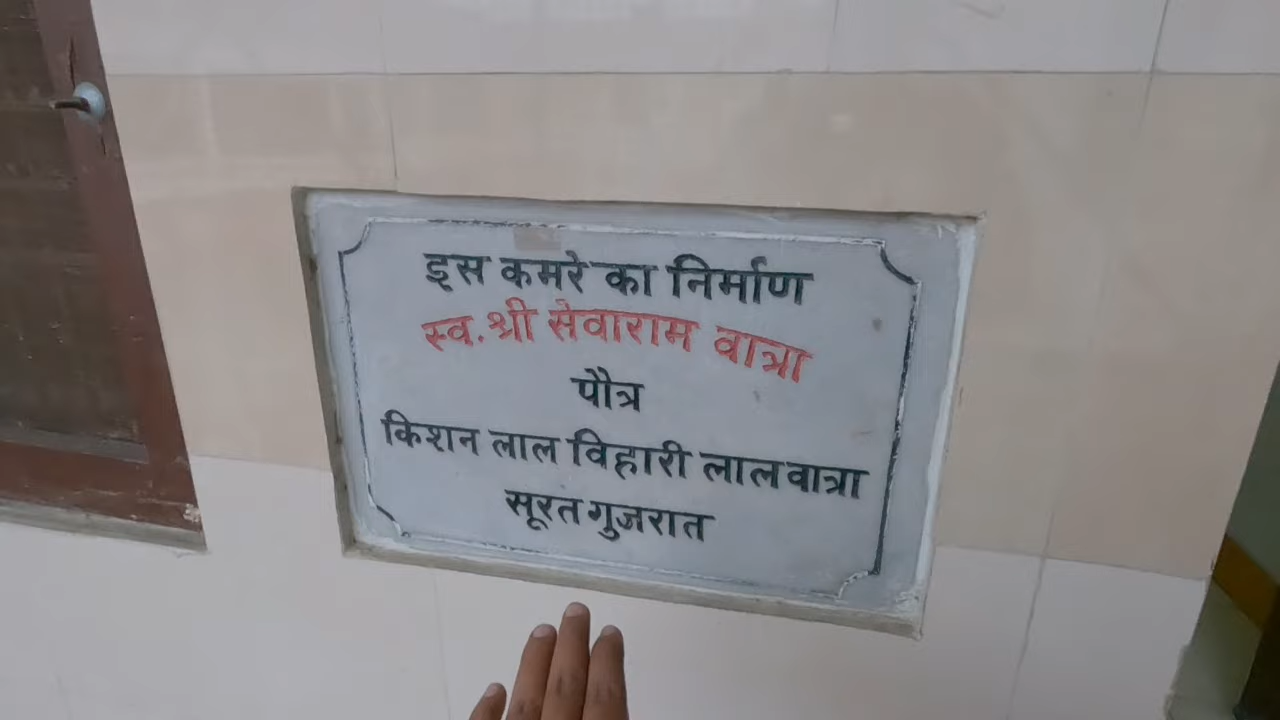 इस कमरे का निर्माण
स्व. श्री सेवाराम वात्रा
पौत्र
किशन लाल विहारी लाल वात्रा
सूरत गुजरात